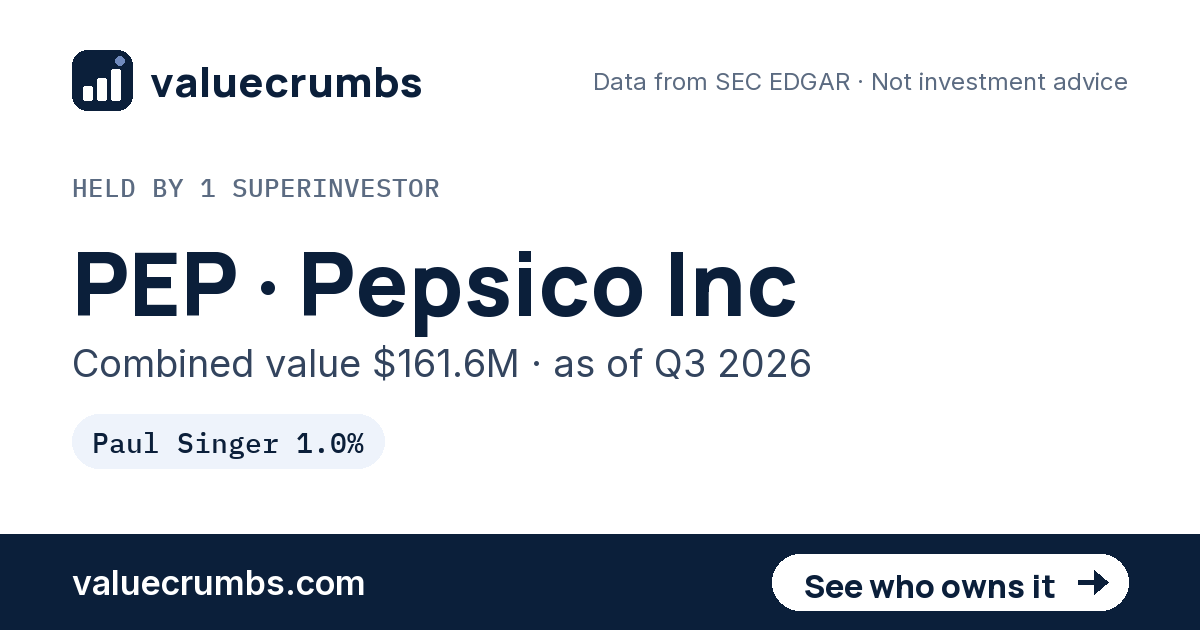 valuecrumbs
Data from SEC EDGAR · Not investment advice
HELD BY 1 SUPERINVESTOR
PEP · Pepsico Inc
Combined value $161.6M · as of Q3 2026
Paul Singer 1.0%
valuecrumbs.com
See who owns it →